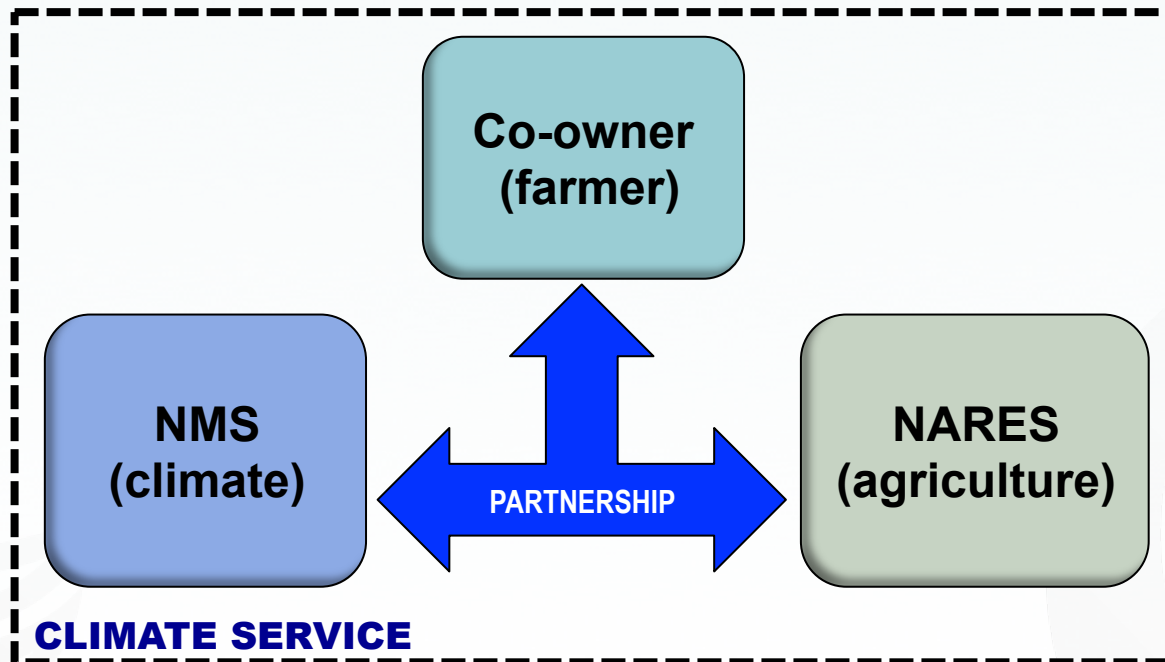 Co-owner
(farmer)
NMS
(climate)
NARES
(agriculture)
PARTNERSHIP
CLIMATE SERVICE